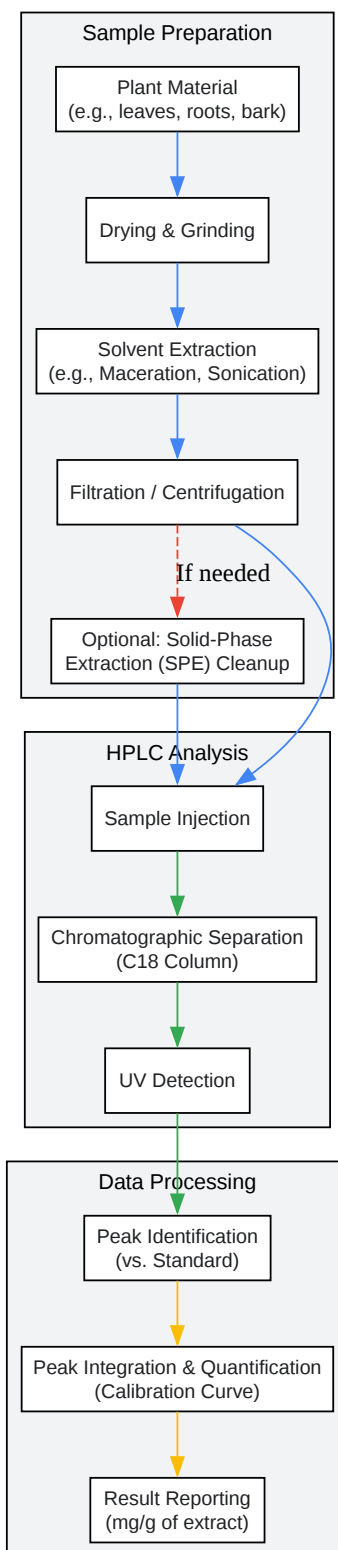 Sample Preparation
Plant Material
(e.g., leaves, roots, bark)
Drying & Grinding
Solvent Extraction
(e.g., Maceration, Sonication)
Filtration / Centrifugation
If needed
Optional: Solid-Phase
Extraction (SPE) Cleanup
HPLC Analysis
Sample Injection
Chromatographic Separation
(C18 Column)
UV Detection
Data Processing
Peak Identification
(vs. Standard)
Peak Integration & Quantification
(Calibration Curve)
Result Reporting
(mg/g of extract)